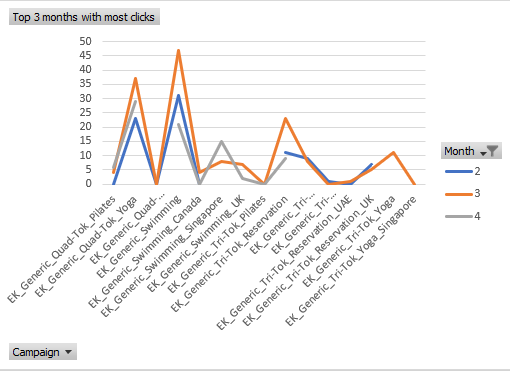 Top 3 months with most clicks
50
45
40
35
30
25
20
15
10
5
0
Month
2
3
4
EK_Generic_Quad-Tok_Pilates
EK_Generic_Quad-Tok_Yoga
EK_Generic_Quad-...
EK_Generic_Swimming
EK_Generic_Swimming_Canada
EK_Generic_Swimming_Singapore
EK_Generic_Swimming_UK
EK_Generic_Tri-Tok_Pilates
EK_Generic_Tri-Tok_Reservation
EK_Generic_Tri-...
EK_Generic_Tri-...
EK_Generic_Tri-Tok_Reservation_UAE
EK_Generic_Tri-Tok_Reservation_UK
EK_Generic_Tri-Tok_Yoga
EK_Generic_Tri-Tok_Yoga_Singapore
Campaign